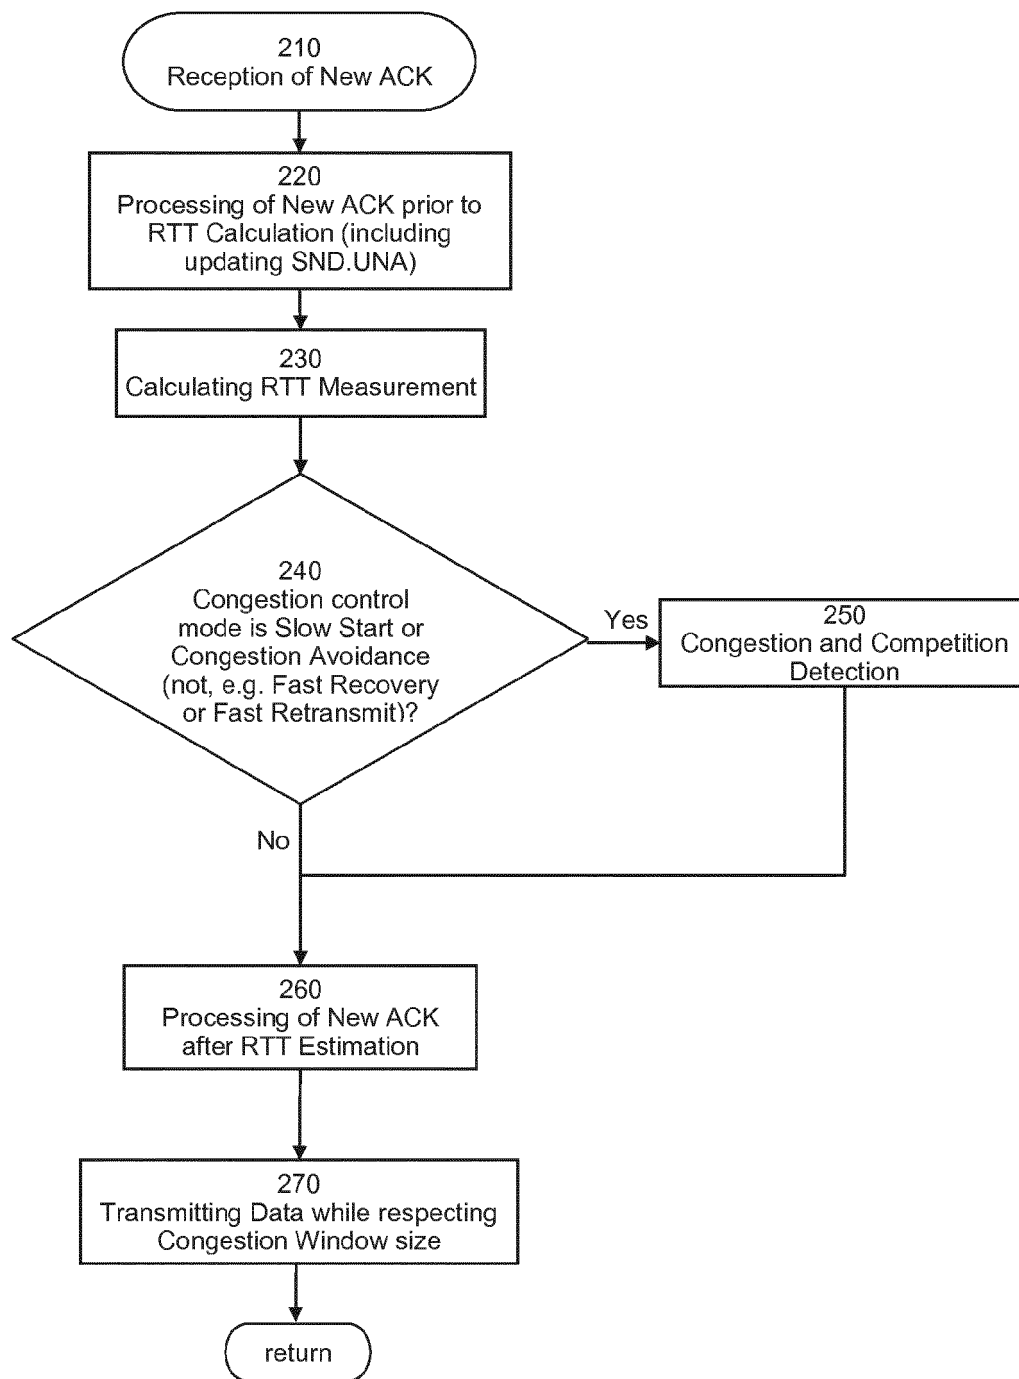 210
Reception of New ACK
220
Processing of New ACK prior to
RTT Calculation (including
updating SND.UNA)
230
Calculating RTT Measurement
240
Congestion control
mode is Slow Start or
Congestion Avoidance
(not, e.g. Fast Recovery
or Fast Retransmit)?
Yes
250
Congestion and Competition
Detection
No
260
Processing of New ACK
after RTT Estimation
270
Transmitting Data while respecting
Congestion Window size
return